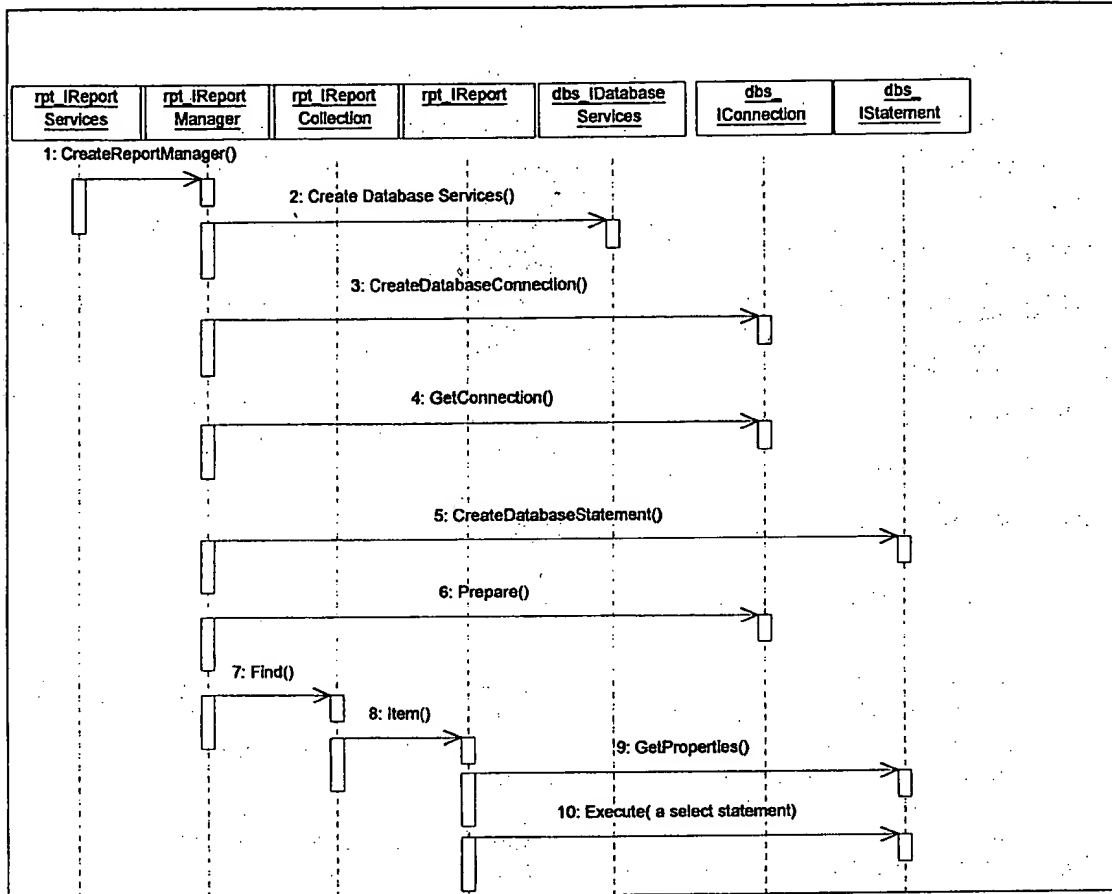 rpt_IReport
Services
rpt_IReport
Manager
rpt_IReport
Collection
rpt_IReport
dbs_IDatabase
Services
dbs_
IConnection
dbs_
IStatement
1: CreateReportManager()
2: Create Database Services()
3: CreateDatabaseConnection()
4: GetConnection()
5: CreateDatabaseStatement()
6: Prepare()
7: Find()
8: Item()
9: GetProperties()
10: Execute( a select statement)